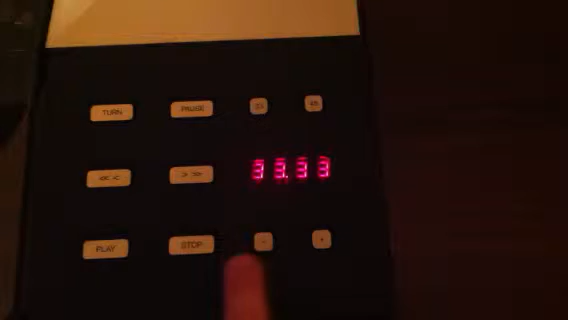 TURN PAUSE 33 45
<< < > >> 33.33
PLAY STOP - +